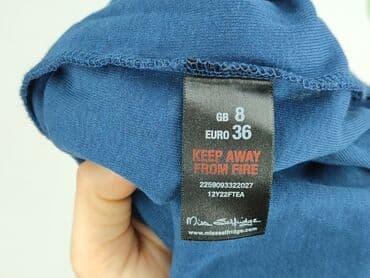 GB 8
EURO 36
KEEP AWAY
FROM FIRE
2259093322027
12Y22FTEA
Miss Selfridge
www.missselfridge.com